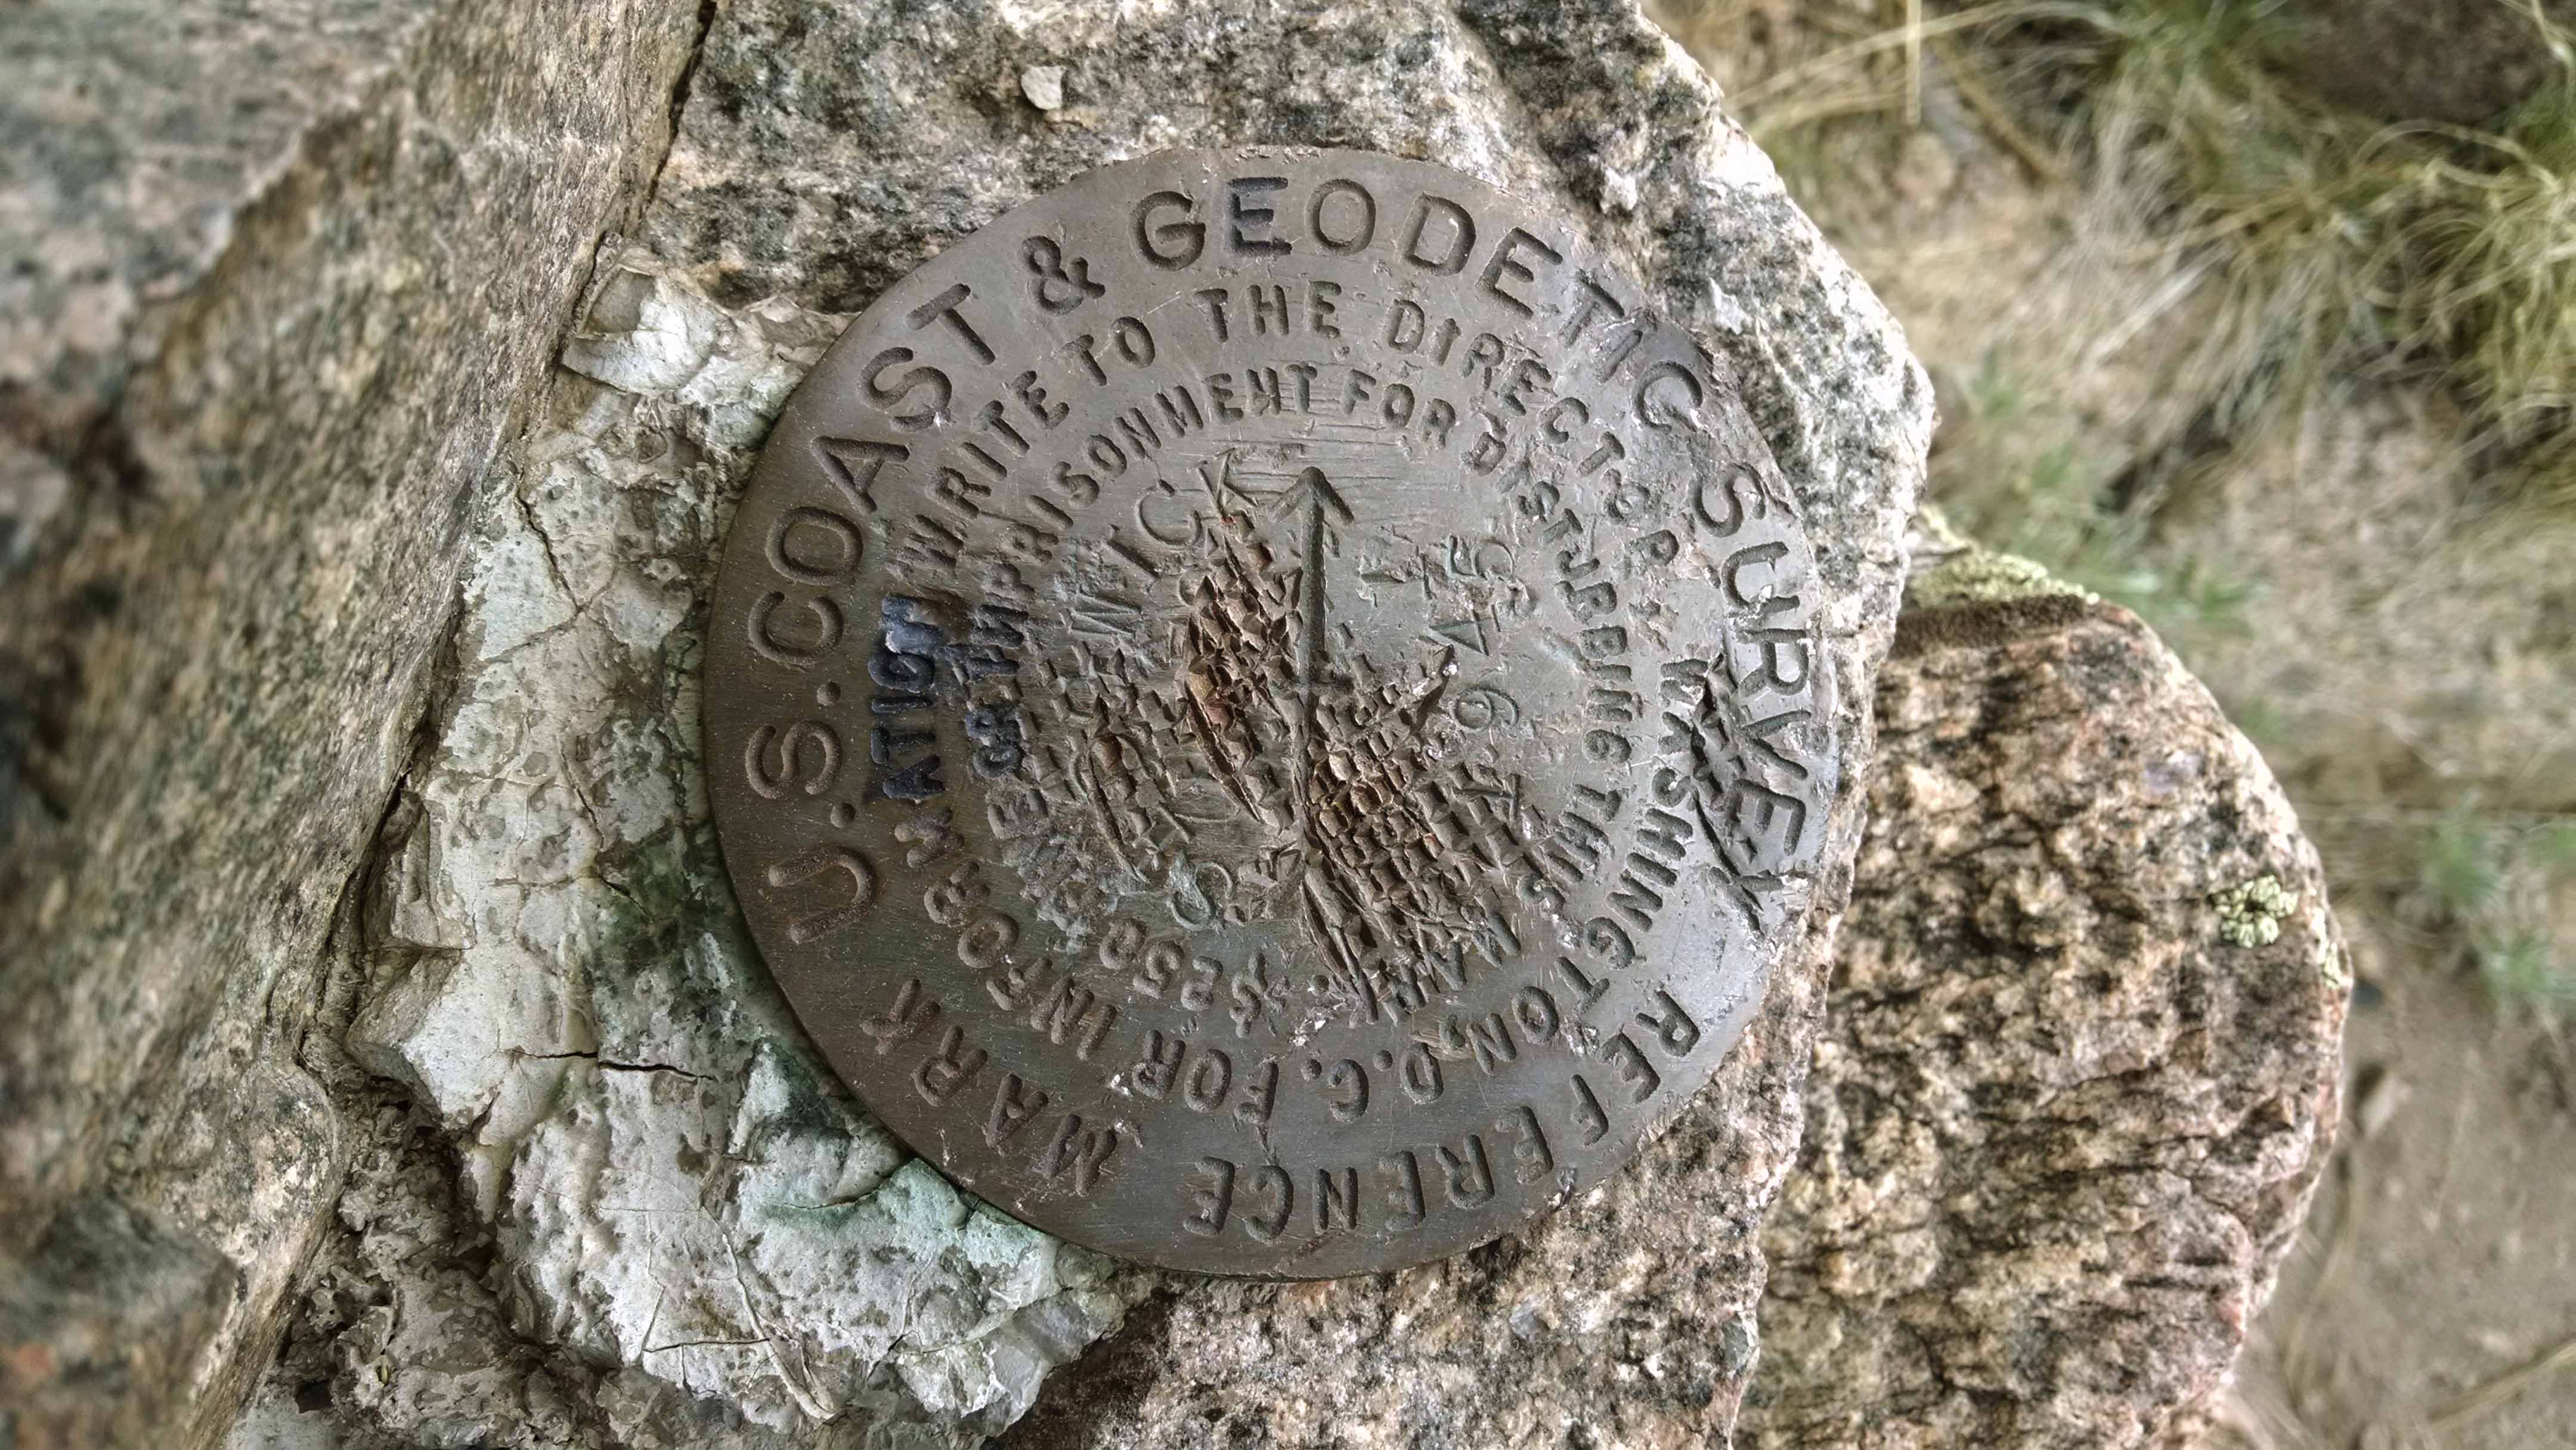 U.S. COAST & GEODETIC SURVEY
REFERENCE MARK
WRITE TO THE DIRECTOR
WASHINGTON, D.C. FOR INFORMATION
$250 FINE OR IMPRISONMENT FOR DISTURBING THIS MARK